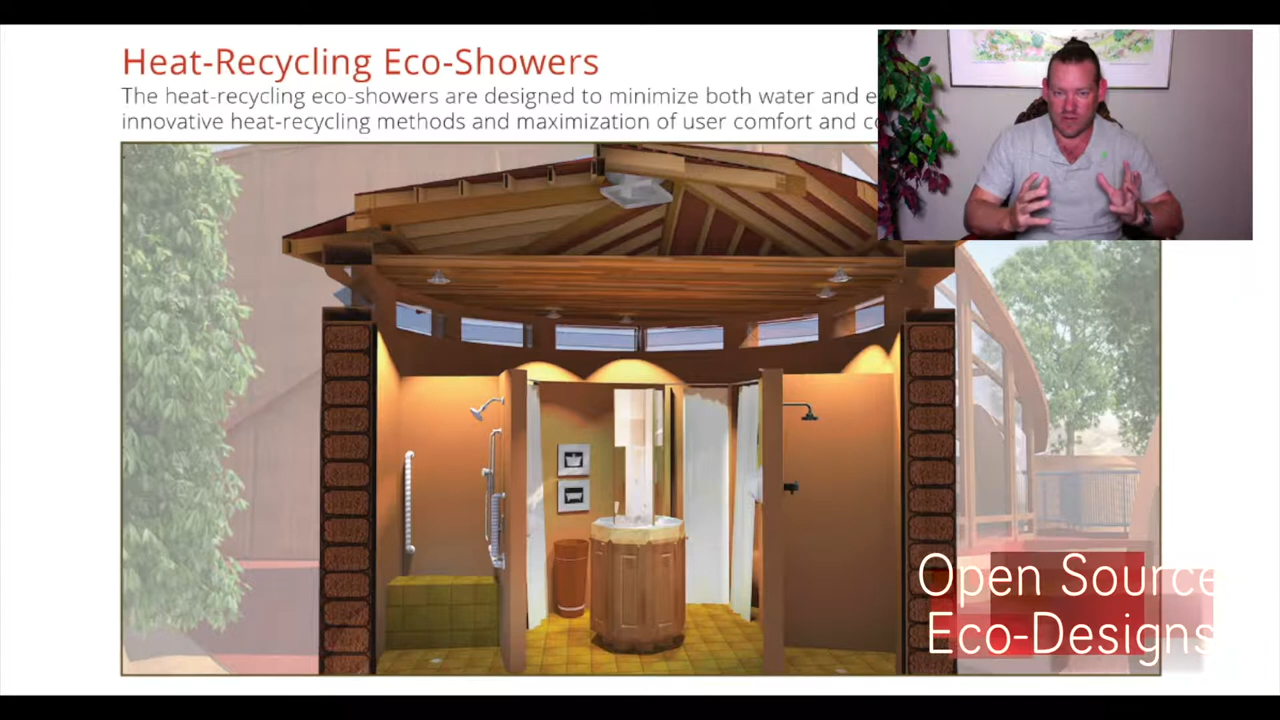 Heat-Recycling Eco-Showers
The heat-recycling eco-showers are designed to minimize both water and e
innovative heat-recycling methods and maximization of user comfort and co
Open Source
Eco-Designs